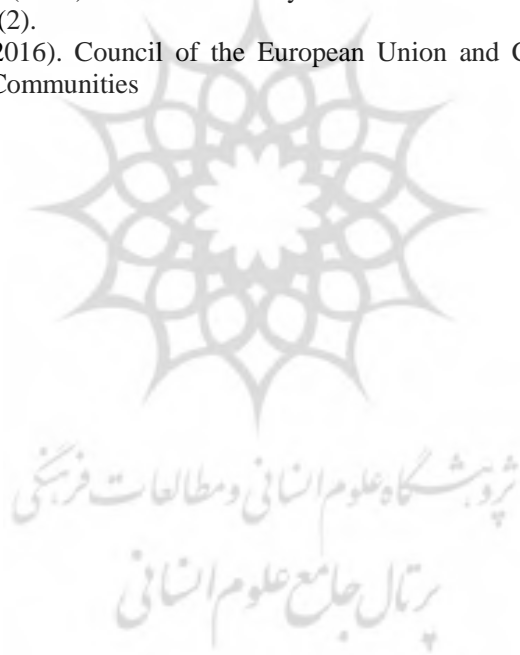 (2).
2016). Council of the European Union and
Communities
پژوهشگاه علوم انسانی و مطالعات فرهنگی
پرتال جامع علوم انسانی